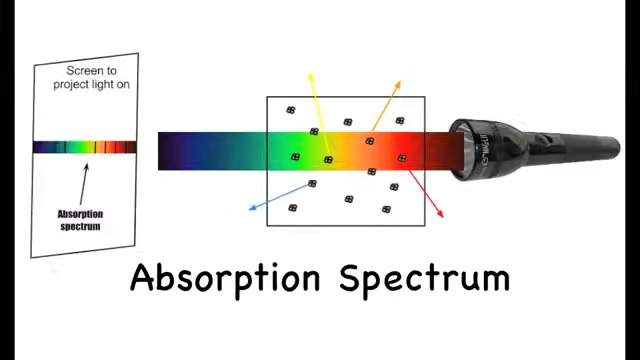 Screen to
project light on
Absorption
spectrum
Absorption Spectrum